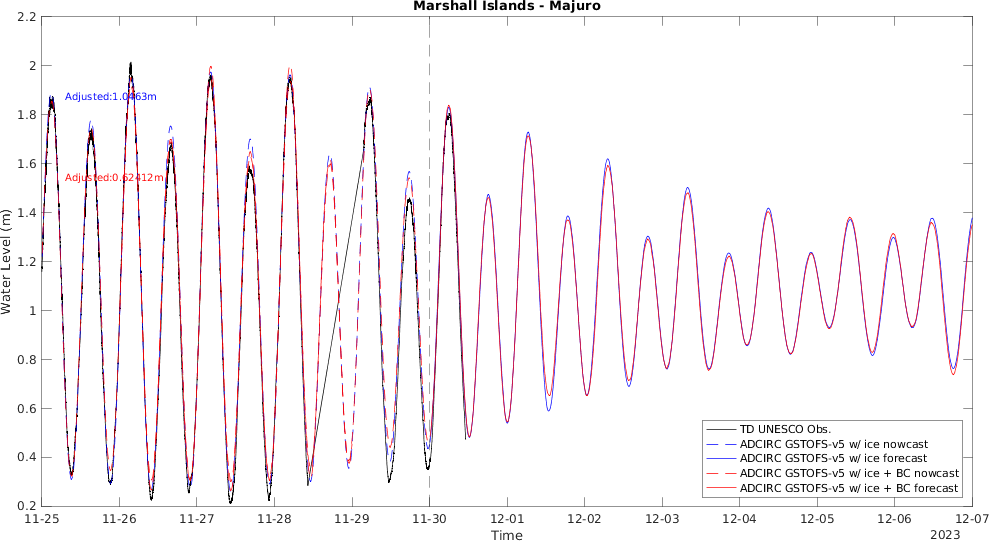 Marshall Islands - Majuro
2.2
2
1.8
1.6
1.4
1.2
1
0.8
0.6
0.4
0.2
Water Level (m)
Adjusted:1.0463m
Adjusted:0.62412m
TD UNESCO Obs.
ADCIRC GSTOFS-v5 w/ ice nowcast
ADCIRC GSTOFS-v5 w/ ice forecast
ADCIRC GSTOFS-v5 w/ ice + BC nowcast
ADCIRC GSTOFS-v5 w/ ice + BC forecast
11-25 11-26 11-27 11-28 11-29 11-30 12-01 12-02 12-03 12-04 12-05 12-06 12-07
Time
2023